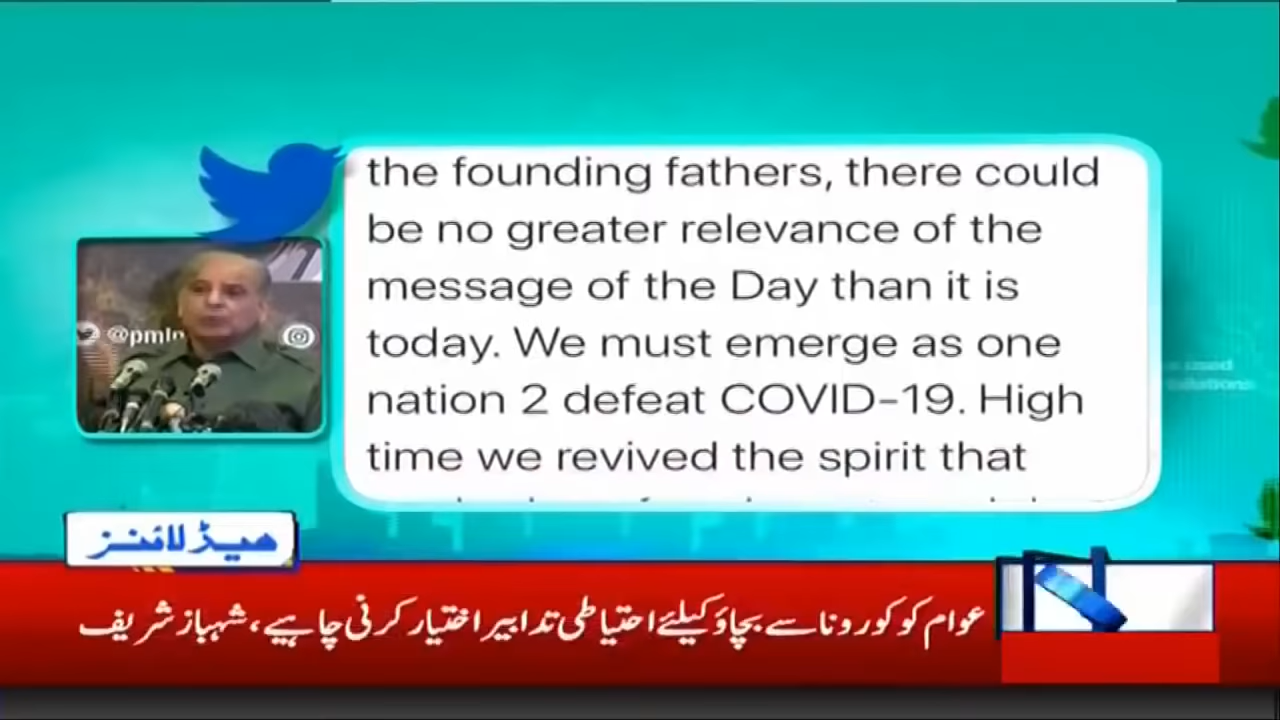 the founding fathers, there could
be no greater relevance of the
message of the Day than it is
today. We must emerge as one
nation 2 defeat COVID-19. High
time we revived the spirit that
@pmln
ھیڈلائنز
عوام کو کورونا سے بچاؤ کیلئے احتیاطی تدابیر اختیار کرنی چاہیے، شہباز شریف
N